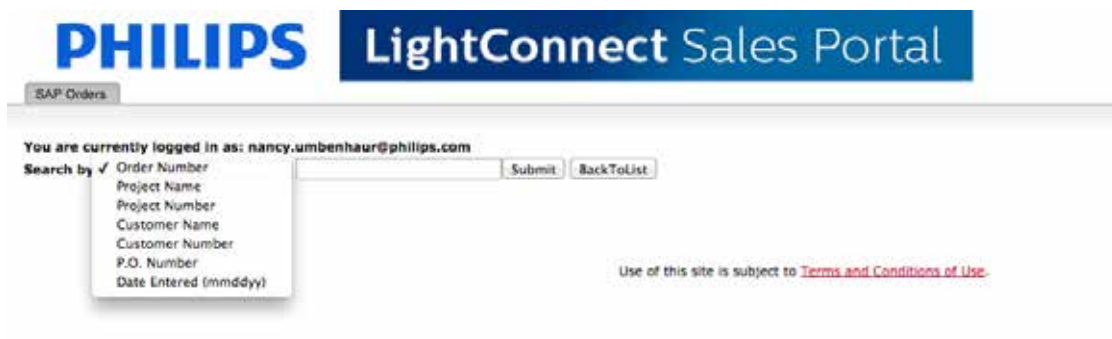 PHILIPS LightConnect Sales Portal
SAP Orders
You are currently logged in as: nancy.umbenhaur@philips.com
Search by ✓ Order Number Submit BackToList
Project Name
Project Number
Customer Name
Customer Number
P.O. Number
Date Entered (mmddyy)
Use of this site is subject to Terms and Conditions of Use.